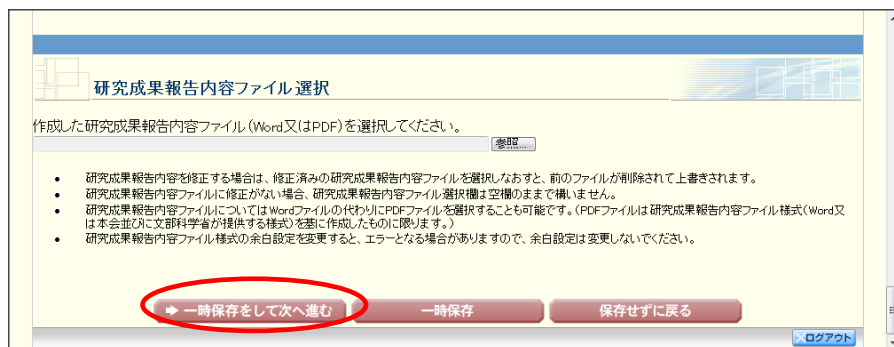 研究成果報告内容ファイル選択
作成した研究成果報告内容ファイル(Word又はPDF)を選択してください。
参照...
• 研究成果報告内容を修正する場合は、修正済みの研究成果報告内容ファイルを選択しなおすと、前のファイルが削除されて上書きされます。
• 研究成果報告内容ファイルに修正がない場合、研究成果報告内容ファイル選択欄は空欄のままで構いません。
• 研究成果報告内容ファイルについてはWordファイルの代わりにPDFファイルを選択することも可能です。(PDFファイルは研究成果報告内容ファイル様式(Word又
は本会並びに文部科学省が提供する様式)を基に作成したものに限ります。)
• 研究成果報告内容ファイル様式の余白設定を変更すると、エラーとなる場合がありますので、余白設定は変更しないでください。
一時保存をして次へ進む 一時保存 保存せずに戻る
ログアウト